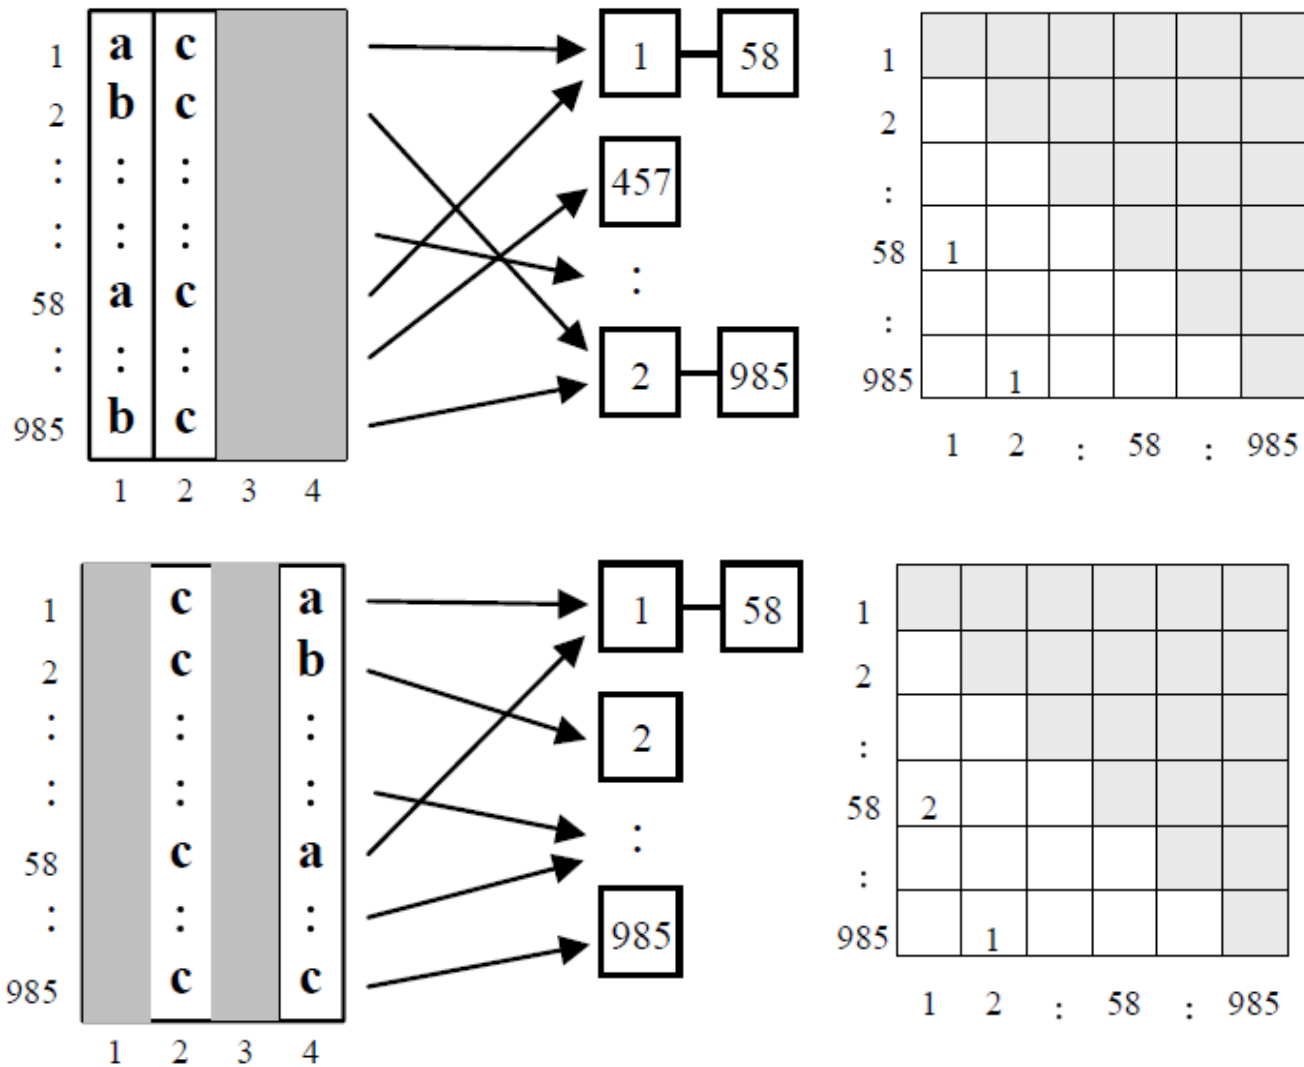 1 a c 1 58 1
2 b c 2
: : : 457 :
: : :
58 a c : 58 1
: : : 2 985 :
985 b c 985 1
1 2 : 58 : 985
1 2 3 4
1 c a 1 58 1
2 c b 2
: : : 2 :
: : : 58 2
58 c a : :
: : : 985 985 1
985 c c
1 2 : 58 : 985
1 2 3 4